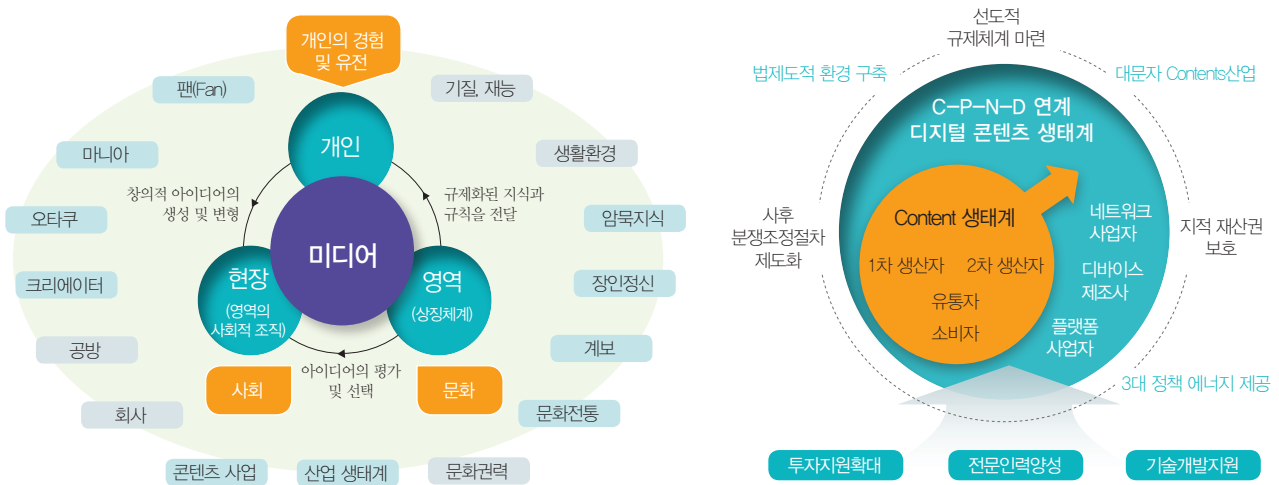 개인의 경험
및 유전
팬(Fan)
기질, 재능
마니아
개인
생활환경
창의적 아이디어의
생성 및 변형
규제화된 지식과
규칙을 전달
오타쿠
암묵지식
미디어
크리에이터
현장
(영역의
사회적 조직)
영역
(상징체계)
장인정신
공방
계보
아이디어의 평가
및 선택
사회
문화
회사
문화전통
콘텐츠 사업
산업 생태계
문화권력
선도적
규제체계 마련
법제도적 환경 구축
대문자 Contents산업
C-P-N-D 연계
디지털 콘텐츠 생태계
Content 생태계
네트워크
사업자
사후
분쟁조정절차
제도화
지적 재산권
보호
1차 생산자
2차 생산자
디바이스
제조사
유통자
소비자
플랫폼
사업자
3대 정책 에너지 제공
투자지원확대
전문인력양성
기술개발지원